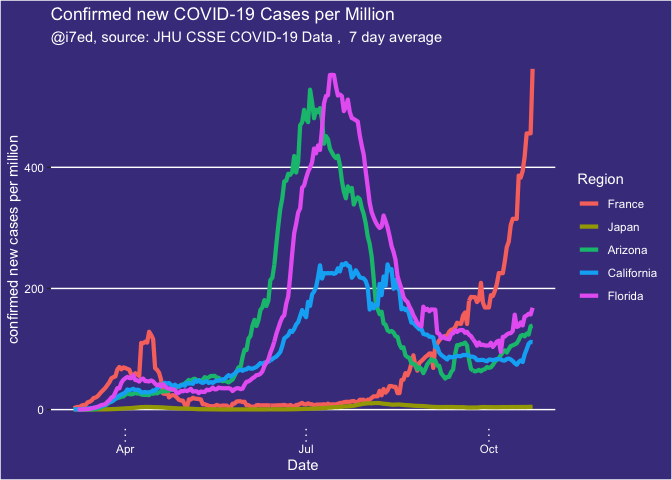 Confirmed new COVID-19 Cases per Million
@i7ed, source: JHU CSSE COVID-19 Data ,  7 day average
confirmed new cases per million
400
200
0
Apr
Jul
Oct
Date
Region
France
Japan
Arizona
California
Florida